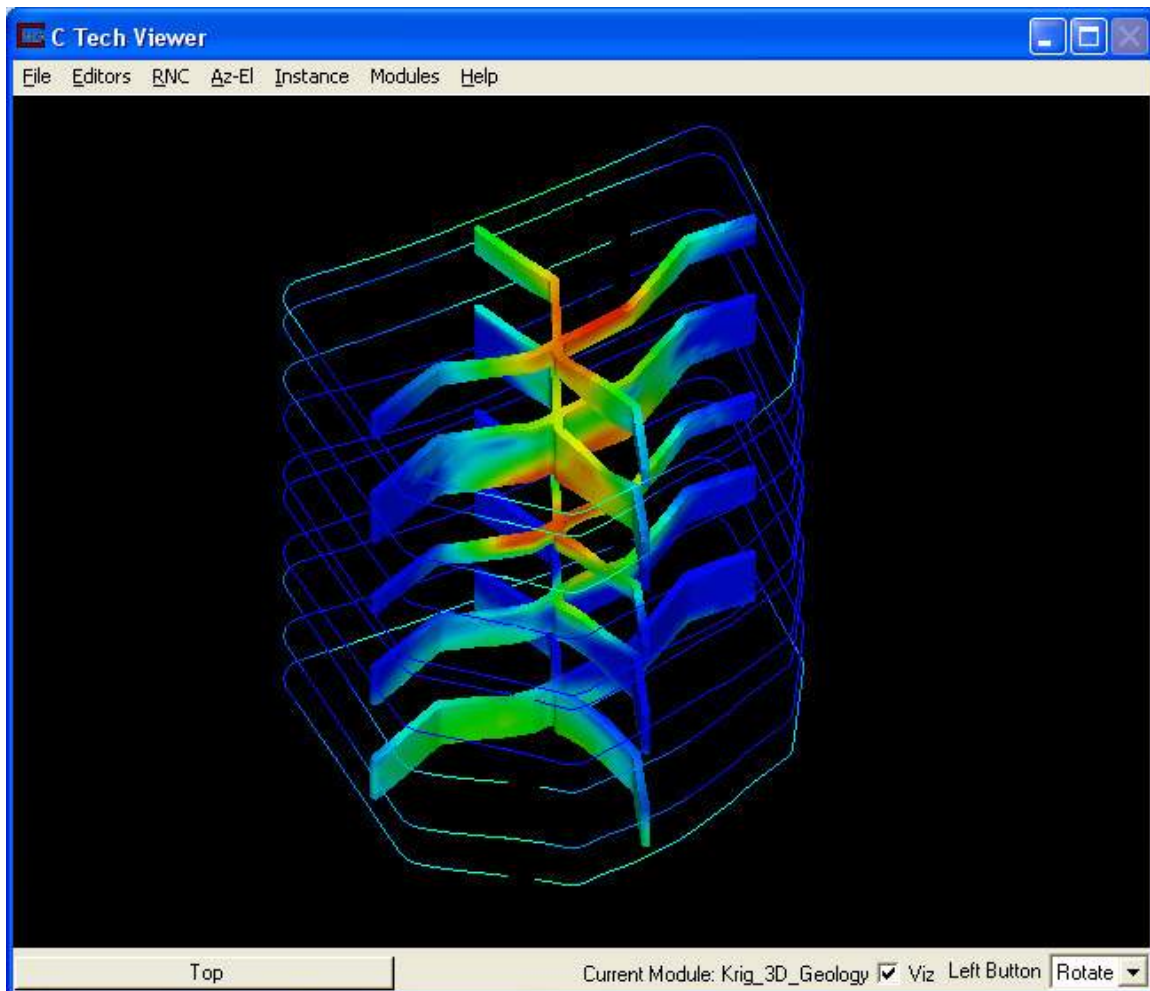 C Tech Viewer
File Editors RNC Az-El Instance Modules Help
Top Current Module: Krig_3D_Geology Viz Left Button Rotate